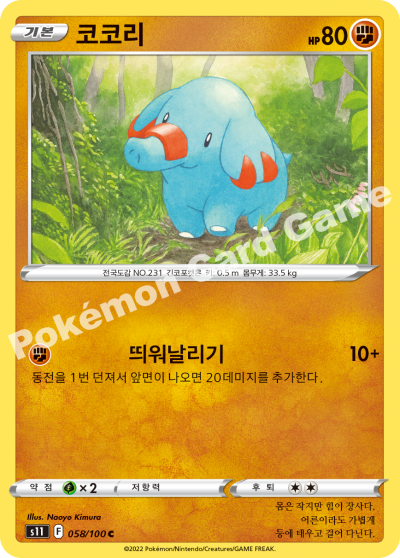 기본 코코리 HP 80
전국도감 NO.231 긴코포켓몬 키: 0.5 m 몸무게: 33.5 kg
띄워날리기 10+
동전을 1번 던져서 앞면이 나오면 20데미지를 추가한다.
약점 ×2 저항력 후퇴
Illus. Naoyo Kimura
s11 F 058/100 C
몸은 작지만 힘이 장사다.
어른이라도 가볍게
등에 태우고 걸어 다닌다.
©2022 Pokémon/Nintendo/Creatures/GAME FREAK.
Pokémon Card Game